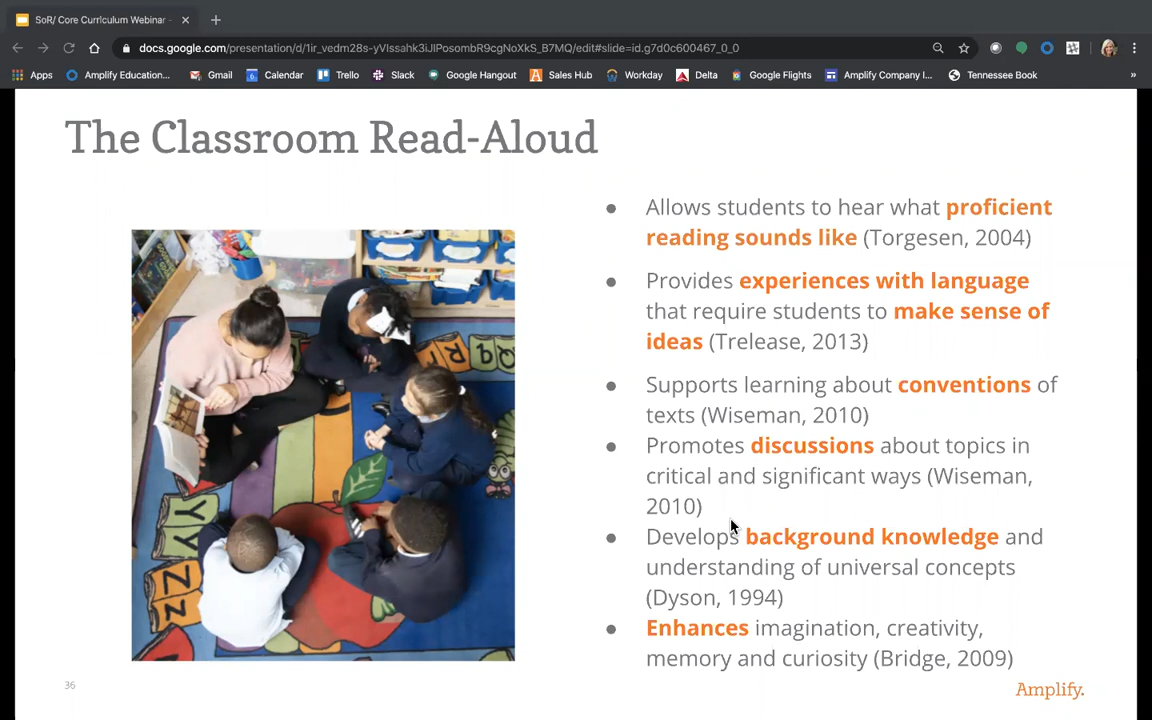 SoR/ Core Curriculum Webinar -
docs.google.com/presentation/d/1ir_vedm28s-yVIssahk3iJlPosombR9cgNoXkS_B7MQ/edit#slide=id.g7d0c600467_0_0
Apps Amplify Education... Gmail Calendar Trello Slack Google Hangout Sales Hub Workday Delta Google Flights Amplify Company I... Tennessee Book »
The Classroom Read-Aloud
● Allows students to hear what proficient
reading sounds like (Torgesen, 2004)
● Provides experiences with language
that require students to make sense of
ideas (Trelease, 2013)
● Supports learning about conventions of
texts (Wiseman, 2010)
● Promotes discussions about topics in
critical and significant ways (Wiseman,
2010)
● Develops background knowledge and
understanding of universal concepts
(Dyson, 1994)
● Enhances imagination, creativity,
memory and curiosity (Bridge, 2009)
R Q
Yy
Zz
36
Amplify.